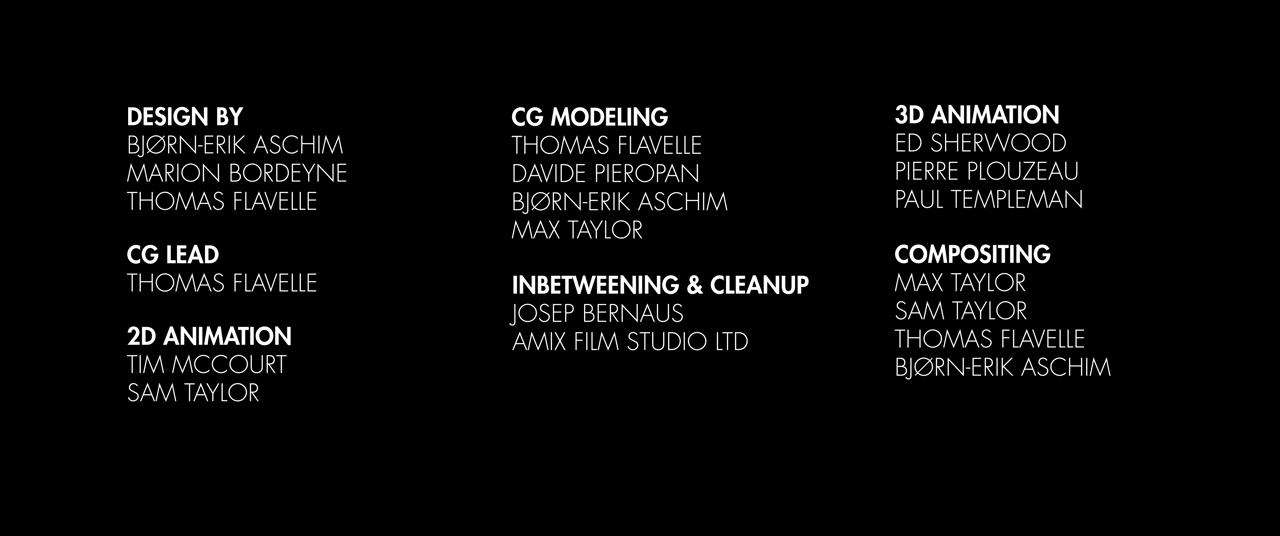 DESIGN BY
BJØRN-ERIK ASCHIM
MARION BORDEYNE
THOMAS FLAVELLE
CG LEAD
THOMAS FLAVELLE
2D ANIMATION
TIM MCCOURT
SAM TAYLOR
CG MODELING
THOMAS FLAVELLE
DAVIDE PIEROPAN
BJØRN-ERIK ASCHIM
MAX TAYLOR
INBETWEENING & CLEANUP
JOSEP BERNAUS
AMIX FILM STUDIO LTD
3D ANIMATION
ED SHERWOOD
PIERRE PLOUZEAU
PAUL TEMPLEMAN
COMPOSITING
MAX TAYLOR
SAM TAYLOR
THOMAS FLAVELLE
BJØRN-ERIK ASCHIM